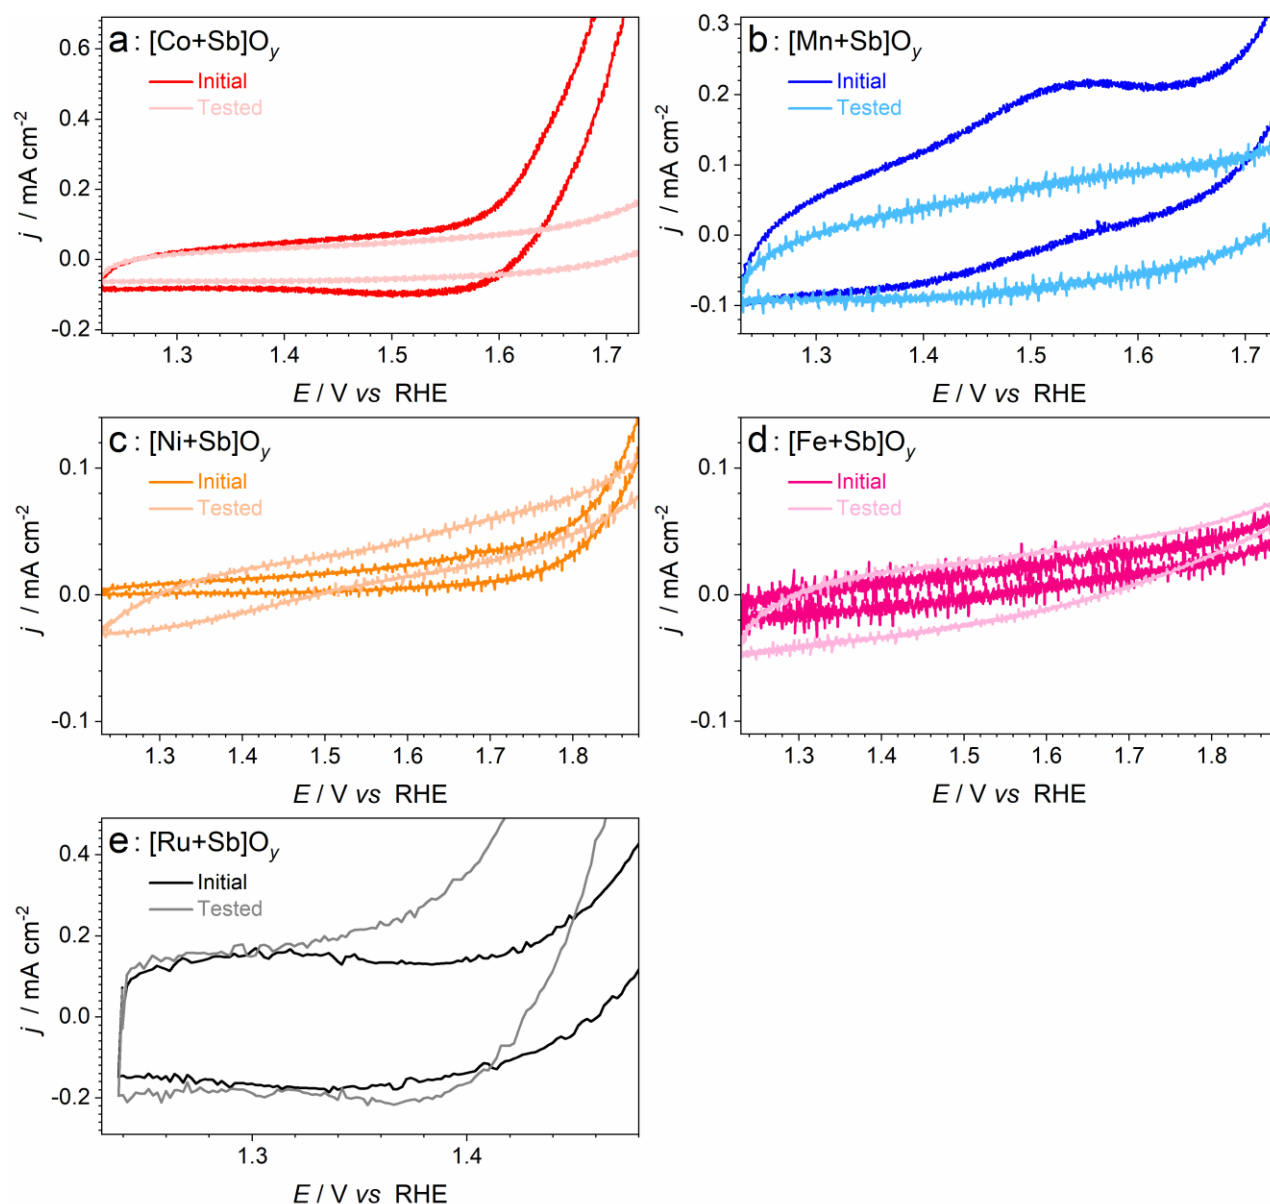 a : [Co+Sb]Oy
Initial
Tested
0.6
0.4
0.2
0.0
-0.2
j / mA cm-2
1.3 1.4 1.5 1.6 1.7
E / V vs RHE
b : [Mn+Sb]Oy
Initial
Tested
0.3
0.2
0.1
0.0
-0.1
j / mA cm-2
1.3 1.4 1.5 1.6 1.7
E / V vs RHE
c : [Ni+Sb]Oy
Initial
Tested
0.1
0.0
-0.1
j / mA cm-2
1.3 1.4 1.5 1.6 1.7 1.8
E / V vs RHE
d : [Fe+Sb]Oy
Initial
Tested
0.1
0.0
-0.1
j / mA cm-2
1.3 1.4 1.5 1.6 1.7 1.8
E / V vs RHE
e : [Ru+Sb]Oy
Initial
Tested
0.4
0.2
0.0
-0.2
j / mA cm-2
1.3 1.4
E / V vs RHE